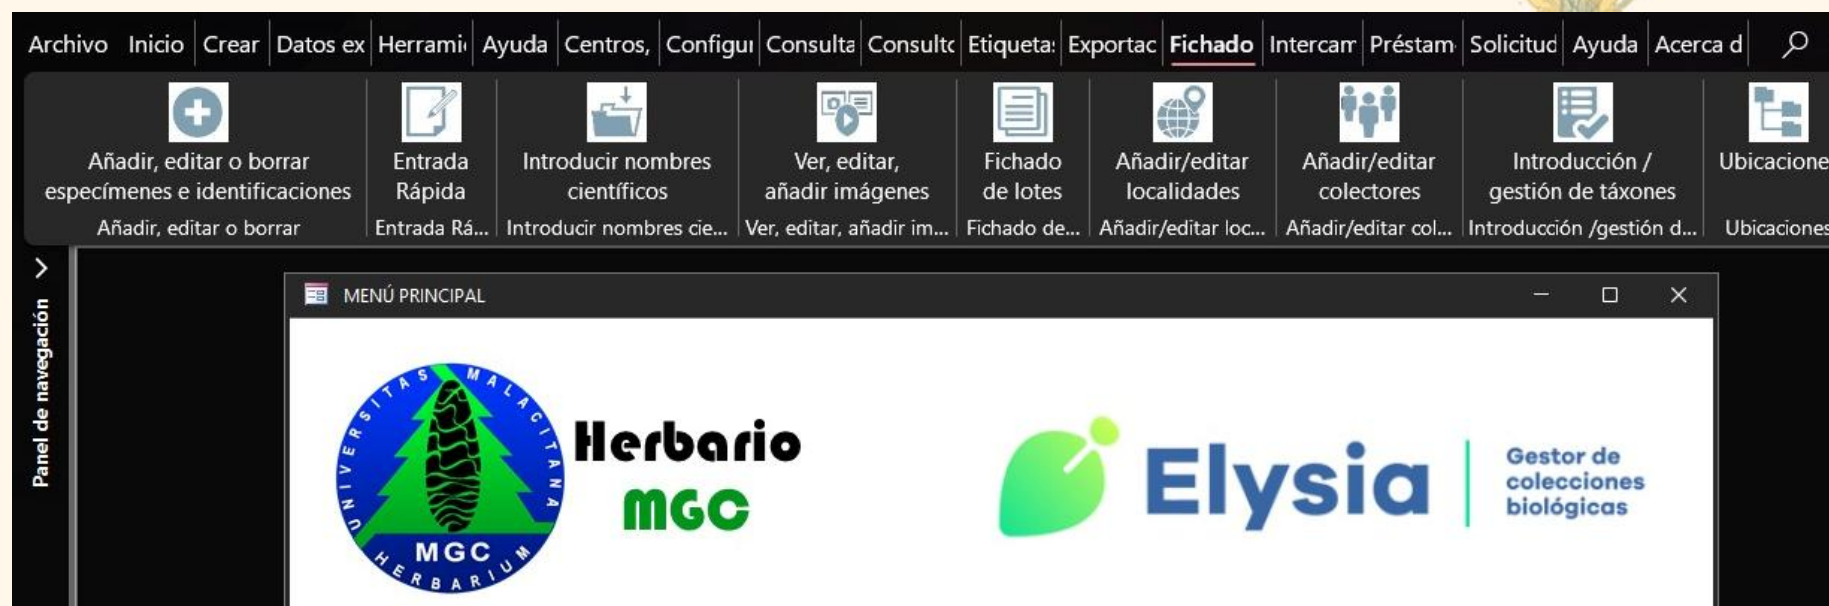 Archivo Inicio Crear Datos ex Herrami Ayuda Centros, Configu Consulta Consulto Etiqueta Exportac Fichado Intercam Préstam Solicitud Ayuda Acerca d
Añadir, editar o borrar
especímenes e identificaciones
Añadir, editar o borrar
Entrada
Rápida
Entrada Rá...
Introducir nombres
científicos
Introducir nombres cie...
Ver, editar,
añadir imágenes
Ver, editar, añadir im...
Fichado
de lotes
Fichado de...
Añadir/editar
localidades
Añadir/editar loc...
Añadir/editar
colectores
Añadir/editar col...
Introducción /
gestión de táxones
Introducción /gestión d...
Ubicacione
Ubicaciones
Panel de navegación
MENÚ PRINCIPAL
UNIVERSITAS MALACITANA
MGC
HERBARIUM
Herbario
MGC
Elysia
Gestor de
colecciones
biológicas